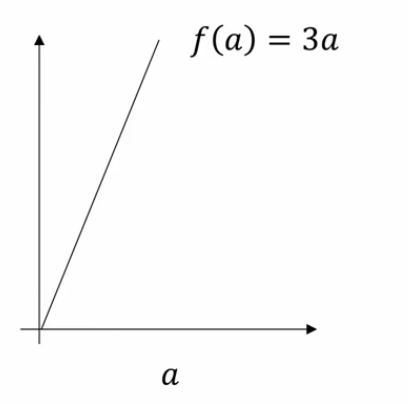 f(a) = 3a
a